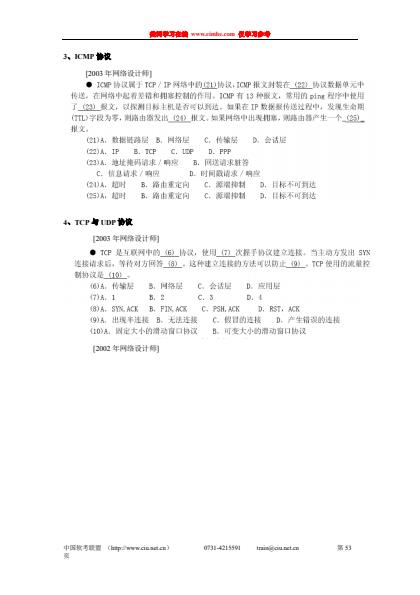 我网学习在线 www.cismhc.com 仅学习参考
3、ICMP 协议
[2003 年网络设计师]
● ICMP 协议属于 TCP／IP 网络中的(21)协议,ICMP 报文封装在 (22) 协议数据单元中
传送，在网络中起着差错和拥塞控制的作用。ICMP 有 13 种报文，常用的 ping 程序中使用
了 (23) 报文，以探测目标主机是否可以到达。如果在 IP 数据报传送过程中，发现生命期
(TTL)字段为零，则路由器发出 (24) 报文。如果网络中出现拥塞,则路由器产生一个 (25)
报文。
(21)A．数据链路层 B．网络层 C．传输层 D．会话层
(22)A．IP B．TCP C．UDP D．PPP
(23)A．地址掩码请求／响应 B．回送请求／应答
C．信息请求／响应 D．时间戳请求／响应
(24)A．超时 B．路由重定向 C．源端抑制 D．目标不可到达
(25)A．超时 B．路由重定向 C．源端抑制 D．目标不可到达
4、TCP 与 UDP 协议
[2003 年网络设计师]
● TCP 是互联网中的 (6) 协议，使用 (7) 次握手协议建立连接。当主动方发出 SYN
连接请求后，等待对方回答 (8) 。这种建立连接的方法可以防止 (9) 。TCP 使用的流量控
制协议是 (10) 。
(6)A．传输层 B．网络层 C．会话层 D．应用层
(7)A．1 B．2 C．3 D．4
(8)A．SYN,ACK B．FIN,ACK C．PSH,ACK D．RST，ACK
(9)A．出现半连接 B．无法连接 C．假冒的连接 D．产生错误的连接
(10)A．固定大小的滑动窗口协议 B．可变大小的滑动窗口协议
[2002 年网络设计师]
中国软考联盟 （http://www.ciu.net.cn） 0731-4215591 train@ciu.net.cn 第 53
页